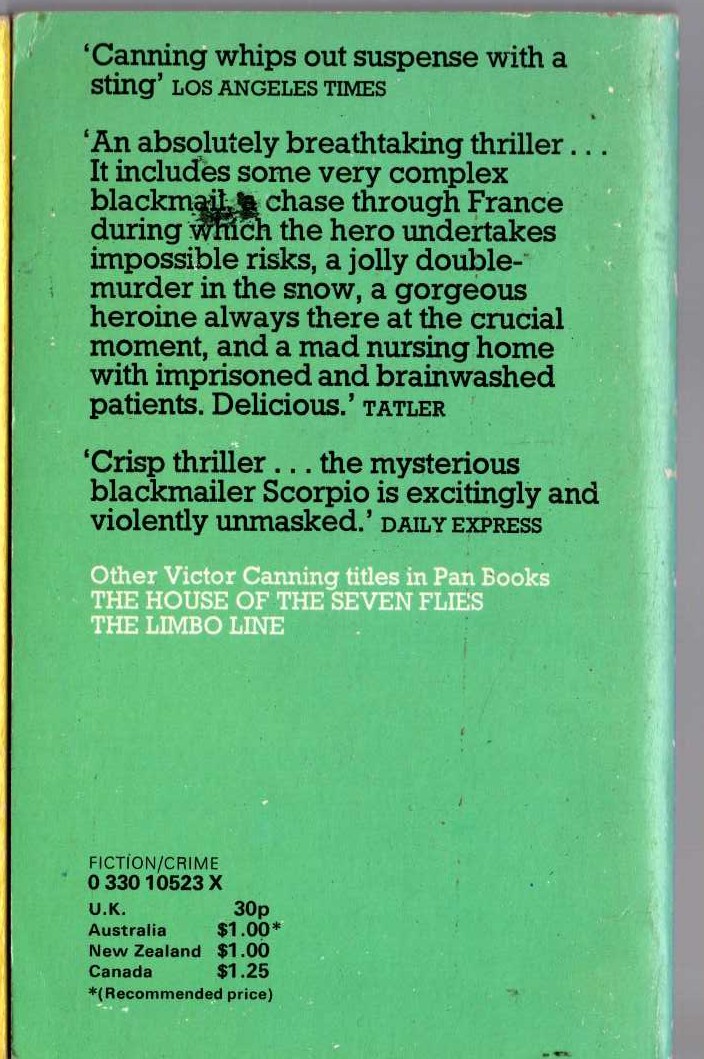 ‘Canning whips out suspense with a
sting’ LOS ANGELES TIMES
‘An absolutely breathtaking thriller . . .
It includes some very complex
blackmail, a chase through France
during which the hero undertakes
impossible risks, a jolly double-
murder in the snow, a gorgeous
heroine always there at the crucial
moment, and a mad nursing home
with imprisoned and brainwashed
patients. Delicious.’ TATLER
‘Crisp thriller . . . the mysterious
blackmailer Scorpio is excitingly and
violently unmasked.’ DAILY EXPRESS
Other Victor Canning titles in Pan Books
THE HOUSE OF THE SEVEN FLIES
THE LIMBO LINE
FICTION/CRIME
0 330 10523 X
U.K. 30p
Australia $1.00*
New Zealand $1.00
Canada $1.25
*(Recommended price)